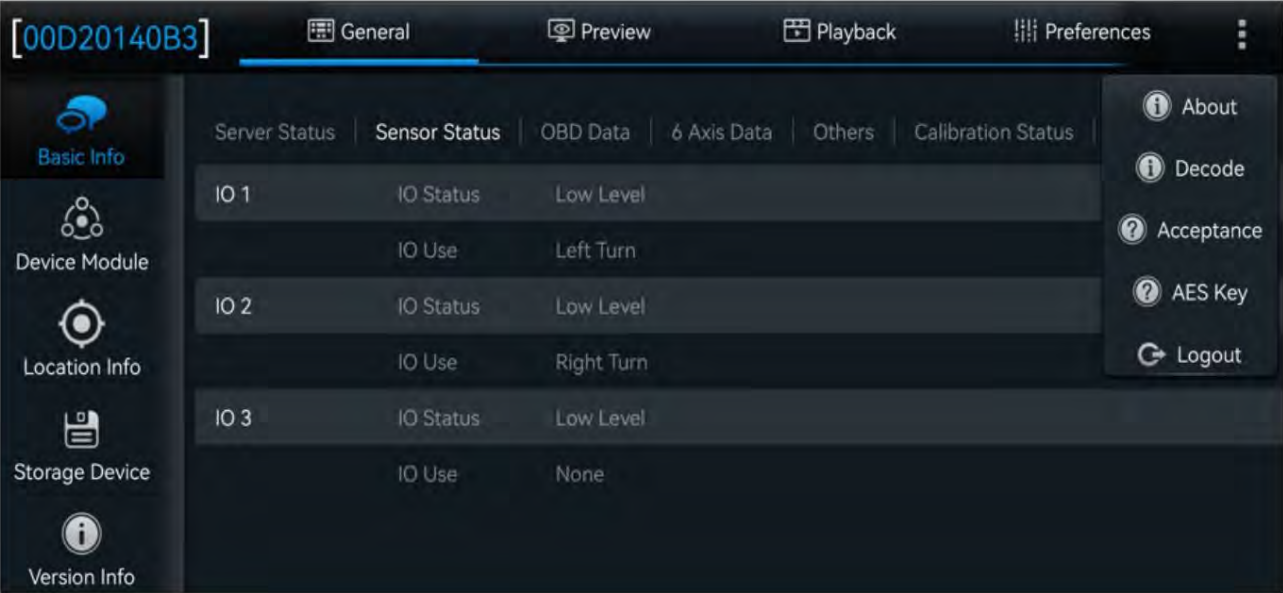 [00D20140B3] General Preview Playback Preferences
Basic Info
Device Module
Location Info
Storage Device
Version Info
Server Status Sensor Status OBD Data 6 Axis Data Others Calibration Status
IO 1 IO Status Low Level
IO Use Left Turn
IO 2 IO Status Low Level
IO Use Right Turn
IO 3 IO Status Low Level
IO Use None
About
Decode
Acceptance
AES Key
Logout